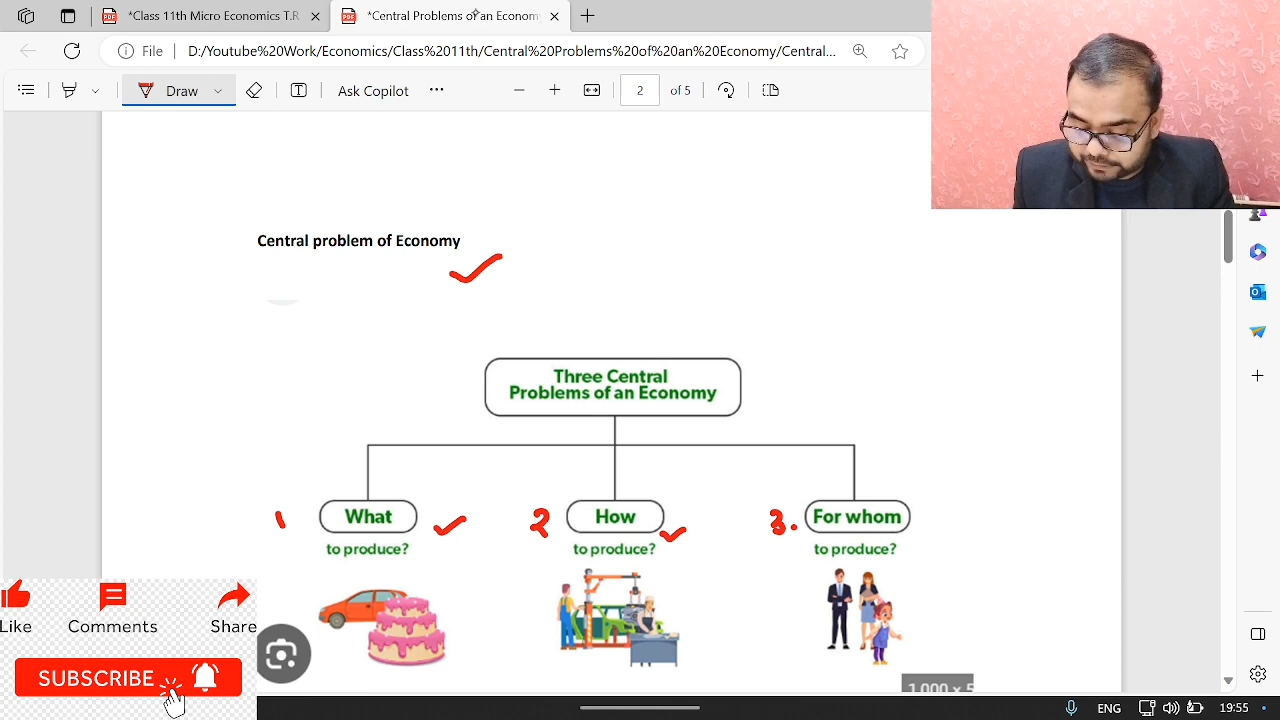 *Class 11th Micro Economics T.R
*Central Problems of an Econom
File
D:/Youtube%20Work/Economics/Class%2011th/Central%20Problems%20of%20an%20Economy/Central...
Draw
Ask Copilot
2
of 5
Central problem of Economy
Three Central
Problems of an Economy
1
What
to produce?
2
How
to produce?
3.
For whom
to produce?
Like
Comments
Share
SUBSCRIBE
1,000 × 5
ENG
19:55